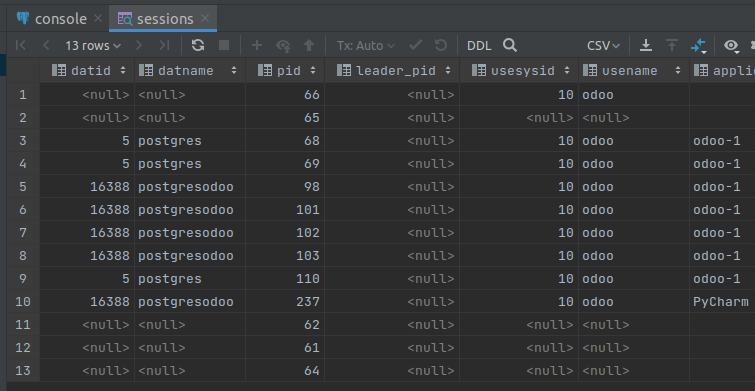 console × sessions ×
13 rows Tx: Auto DDL CSV
datid datname pid leader_pid usesysid usename applic
1 <null> <null> 66 <null> 10 odoo
2 <null> <null> 65 <null> <null> <null>
3 5 postgres 68 <null> 10 odoo odoo-1
4 5 postgres 69 <null> 10 odoo odoo-1
5 16388 postgresodoo 98 <null> 10 odoo odoo-1
6 16388 postgresodoo 101 <null> 10 odoo odoo-1
7 16388 postgresodoo 102 <null> 10 odoo odoo-1
8 16388 postgresodoo 103 <null> 10 odoo odoo-1
9 5 postgres 110 <null> 10 odoo odoo-1
10 16388 postgresodoo 237 <null> 10 odoo PyCharm
11 <null> <null> 62 <null> <null> <null>
12 <null> <null> 61 <null> <null> <null>
13 <null> <null> 64 <null> <null> <null>